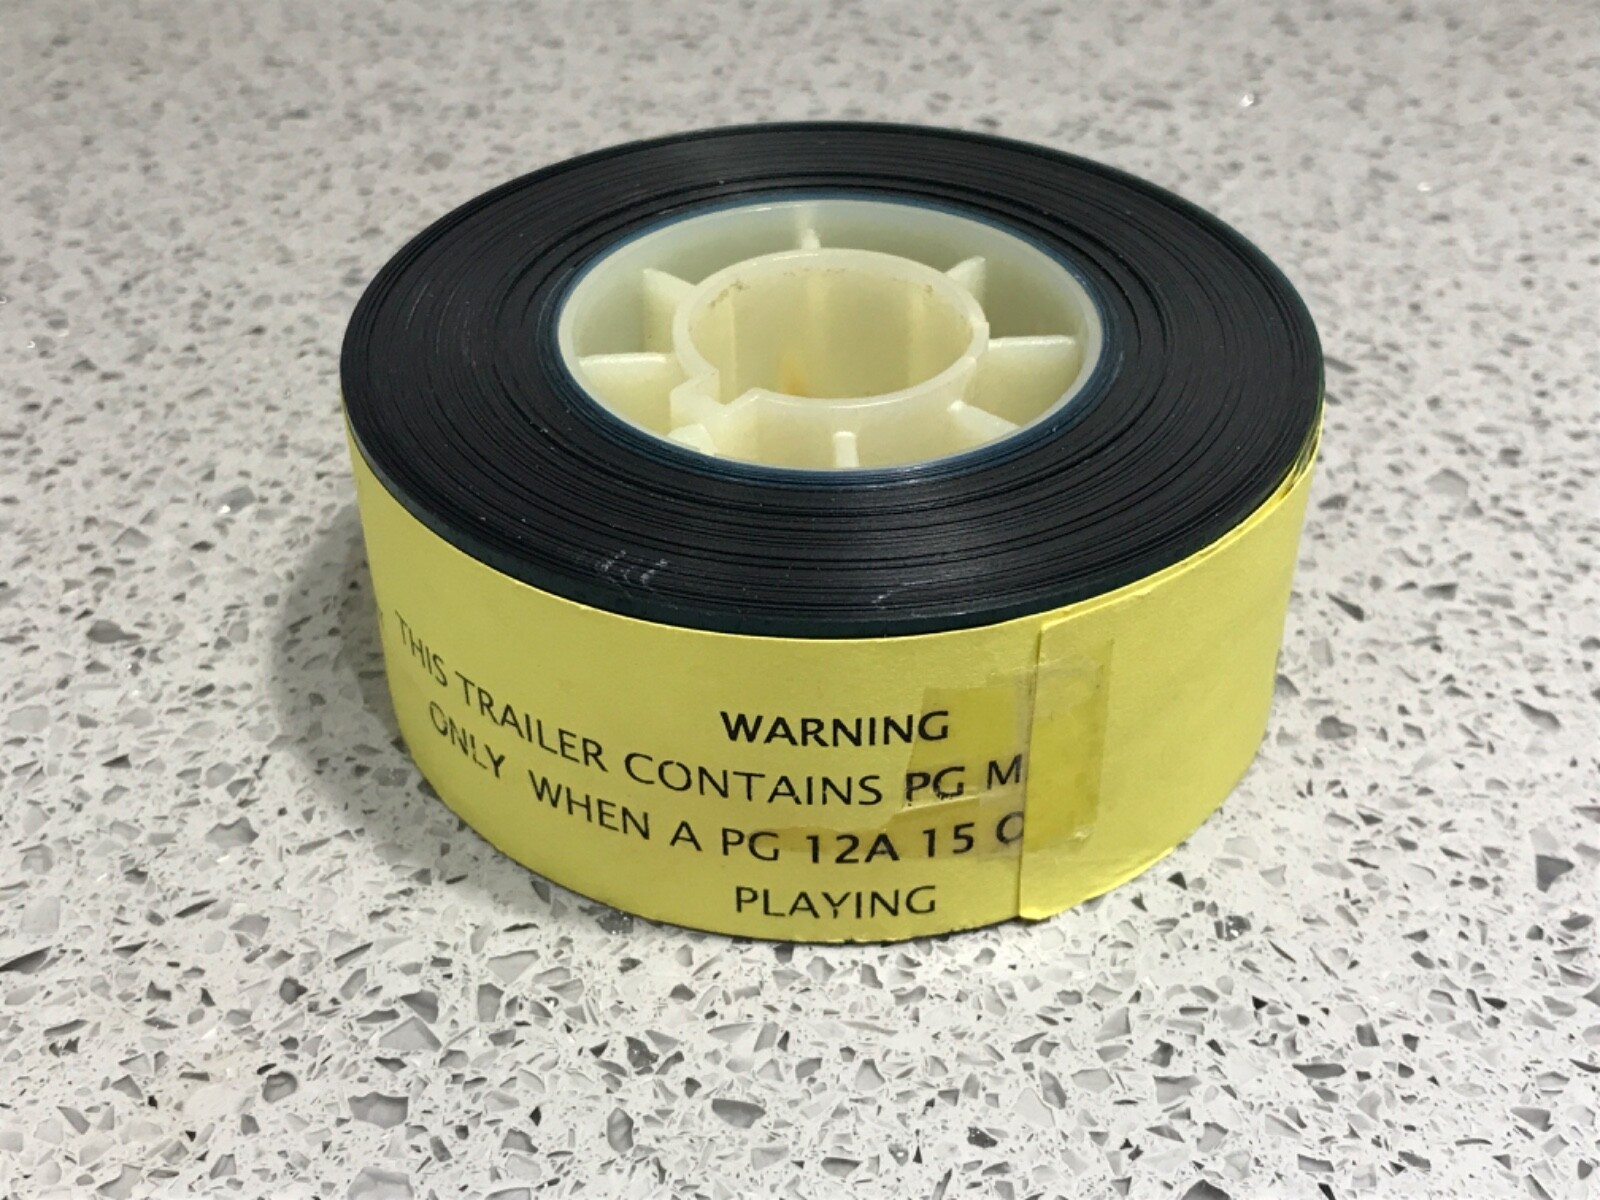 WARNING
THIS TRAILER CONTAINS PG M
ONLY WHEN A PG 12A 15 O
PLAYING